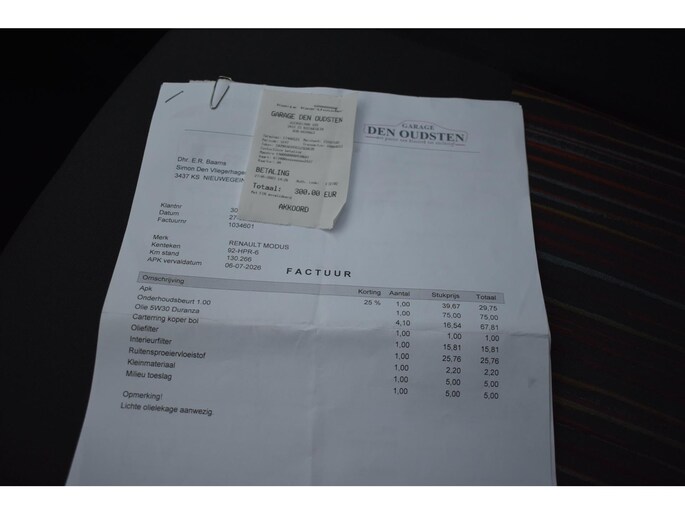 GARAGE DEN OUDSTEN
BETALING
Totaal: 300.00 EUR
AKKOORD
GARAGE
DEN OUDSTEN
Dhr. E.R. Baams
Simon Den Vliegerhage
3437 KS NIEUWEGEIN
Klantnr 30
Datum 27
Factuurnr 1034601
Merk RENAULT MODUS
Kenteken 92-HPR-6
Km stand 130.266
APK vervaldatum 06-07-2026
FACTUUR
Omschrijving Korting Aantal Stukprijs Totaal
Apk 25 % 1,00 39,67 29,75
Onderhoudsbeurt 1.00 1,00 75,00 75,00
Olie 5W30 Duranza 4,10 16,54 67,81
Carterring koper boi 1,00 1,00 1,00
Oliefilter 1,00 15,81 15,81
Interieurfilter 1,00 25,76 25,76
Ruitensproeiervloeistof 1,00 2,20 2,20
Kleinmateriaal 1,00 5,00 5,00
Milieu toeslag 1,00 5,00 5,00
Opmerking!
Lichte olielekage aanwezig.